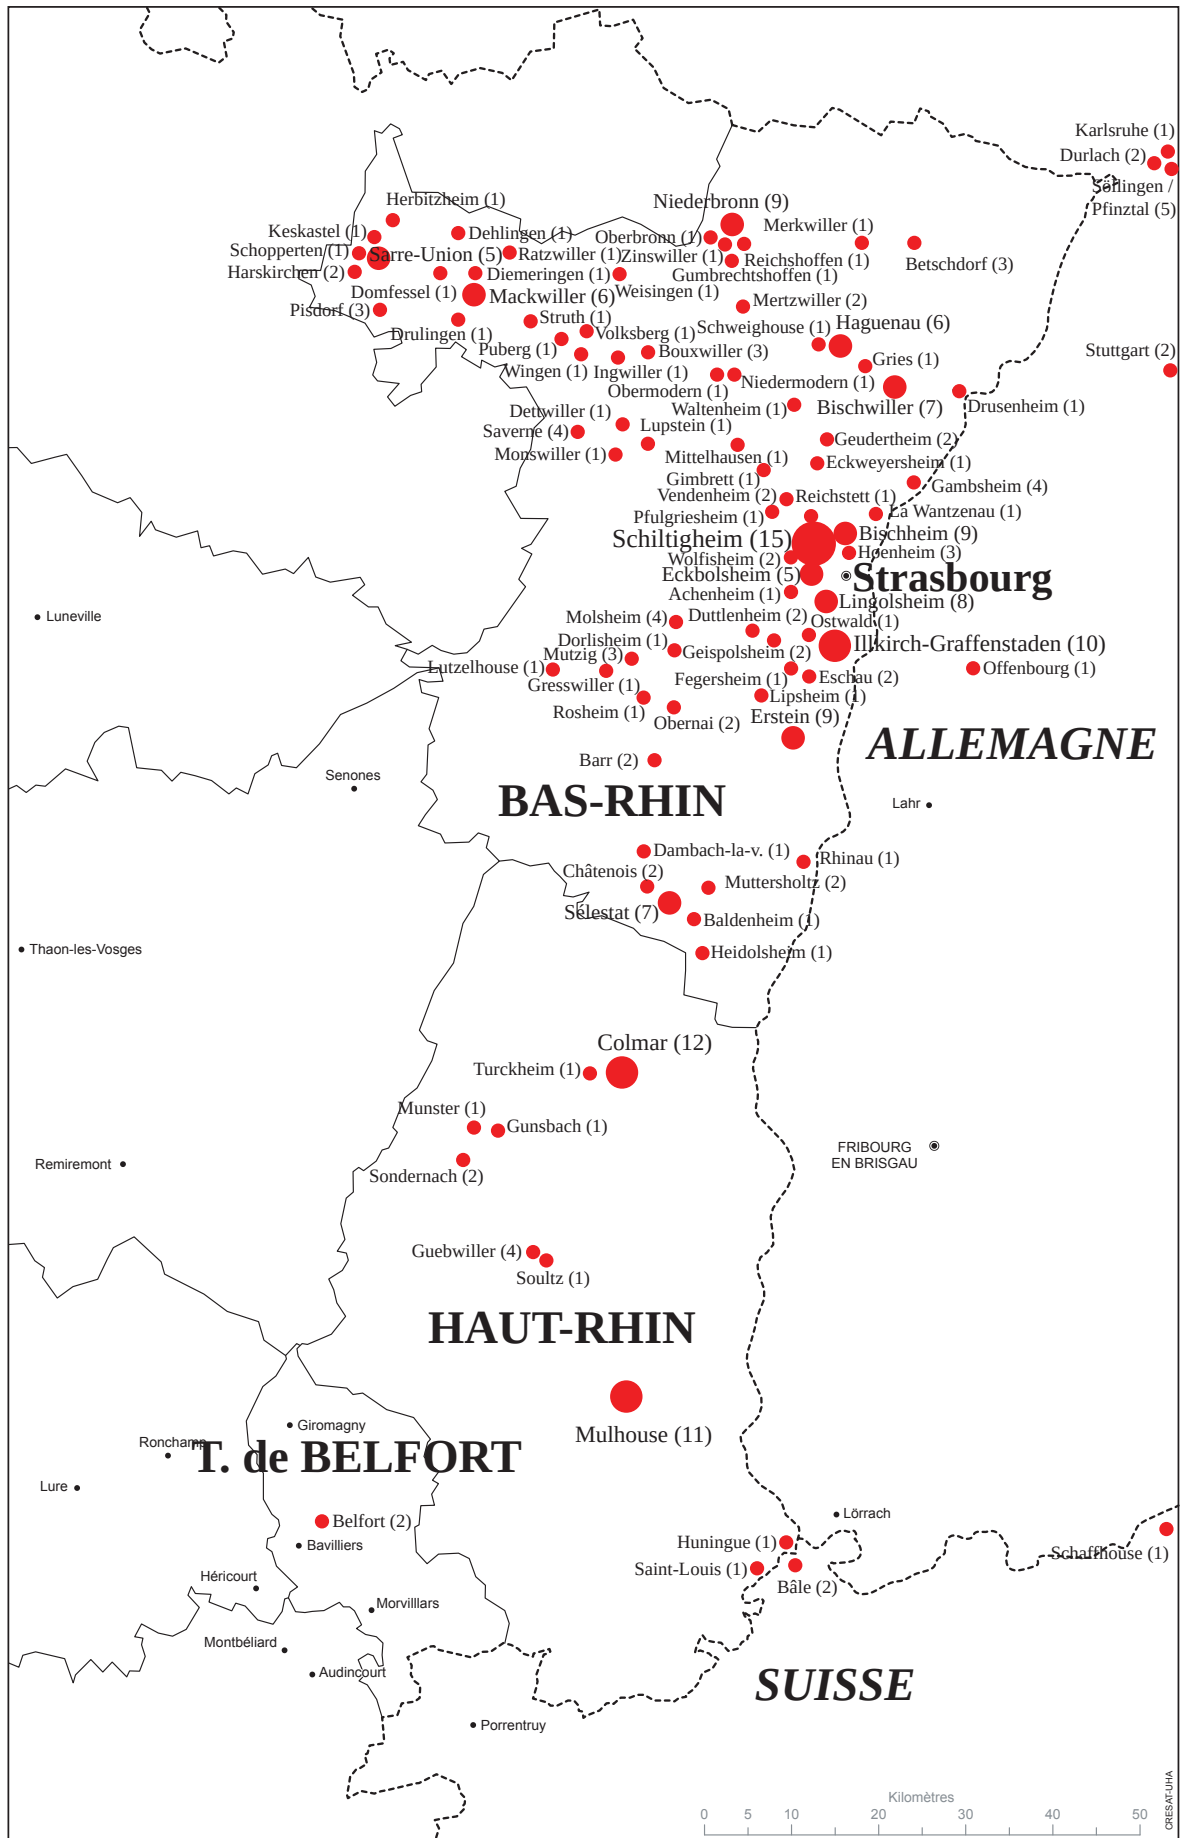 Karlsruhe (1)
Durlach (2)
Söflingen /
Pfinztal (5)
Herbitzheim (1)
Niederbronn (9)
Merkwiller (1)
Keskastel (1)
Dehlingen (1)
Oberbronn (1)
Schopperten (1)
Sarre-Union (5)
Ratzwiller (1)
Zinswiller (1)
Reichshoffen (1)
Betschdorf (3)
Harskirchen (2)
Diemeringen (1)
Gumbrechtshoffen (1)
Domfessel (1)
Mackwiller (6)
Weisingen (1)
Mertzwiller (2)
Pisdorf (3)
Struth (1)
Drulingen (1)
Volksberg (1)
Schweighouse (1)
Haguenau (6)
Puberg (1)
Bouxwiller (3)
Gries (1)
Stuttgart (2)
Wingen (1)
Ingwiller (1)
Niedermodern (1)
Obermodern (1)
Waltenheim (1)
Bischwiller (7)
Drusenheim (1)
Dettwiller (1)
Saverne (4)
Lupstein (1)
Geudertheim (2)
Monswiller (1)
Mittelhausen (1)
Eckweyersheim (1)
Gimbrett (1)
Gambsheim (4)
Vendenheim (2)
Reichstett (1)
Pfulgriesheim (1)
La Wantzenau (1)
Schiltigheim (15)
Bischheim (9)
Wolfisheim (2)
Hoenheim (3)
Eckbolsheim (5)
Strasbourg
Achenheim (1)
Lingolsheim (8)
Luneville
Molsheim (4)
Duttlenheim (2)
Ostwald (1)
Dorlisheim (1)
Illkirch-Graffenstaden (10)
Mutzig (3)
Geispolsheim (2)
Lutzelhouse (1)
Offenbourg (1)
Gresswiller (1)
Fegersheim (1)
Eschau (2)
Lipsheim (1)
Rosheim (1)
Obernai (2)
Erstein (9)
ALLEMAGNE
Barr (2)
Senones
BAS-RHIN
Lahr
Dambach-la-v. (1)
Rhinau (1)
Châtenois (2)
Muttersholtz (2)
Sélestat (7)
Baldenheim (1)
Thaon-les-Vosges
Heidolsheim (1)
Colmar (12)
Turckheim (1)
Munster (1)
Gunsbach (1)
FRIBOURG
EN BRISGAU
Remiremont
Sondernach (2)
Guebwiller (4)
Soultz (1)
HAUT-RHIN
Giromagny
Mulhouse (11)
Ronchamp
T. de BELFORT
Lure
Lörrach
Belfort (2)
Bavilliers
Huningue (1)
Schaffhouse (1)
Saint-Louis (1)
Bâle (2)
Héricourt
Morvilllars
Montbéliard
Audincourt
SUISSE
Porrentruy
Kilomètres
0 5 10 20 30 40 50
CRESAT-UHA